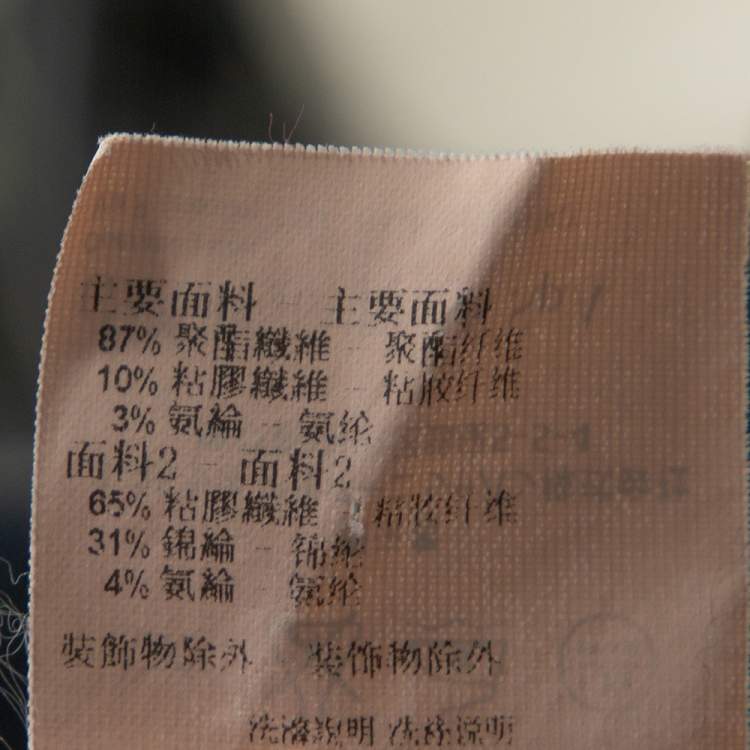 主要面料 - 主要面料
87% 聚酯纖維 - 聚酯纤维
10% 粘膠纖維 - 粘胶纤维
3% 氨綸 - 氨纶
面料2 - 面料2
65% 粘膠纖維 - 粘胶纤维
31% 錦綸 - 锦纶
4% 氨綸 - 氨纶
裝飾物除外 装饰物除外
洗滌說明 洗涤说明